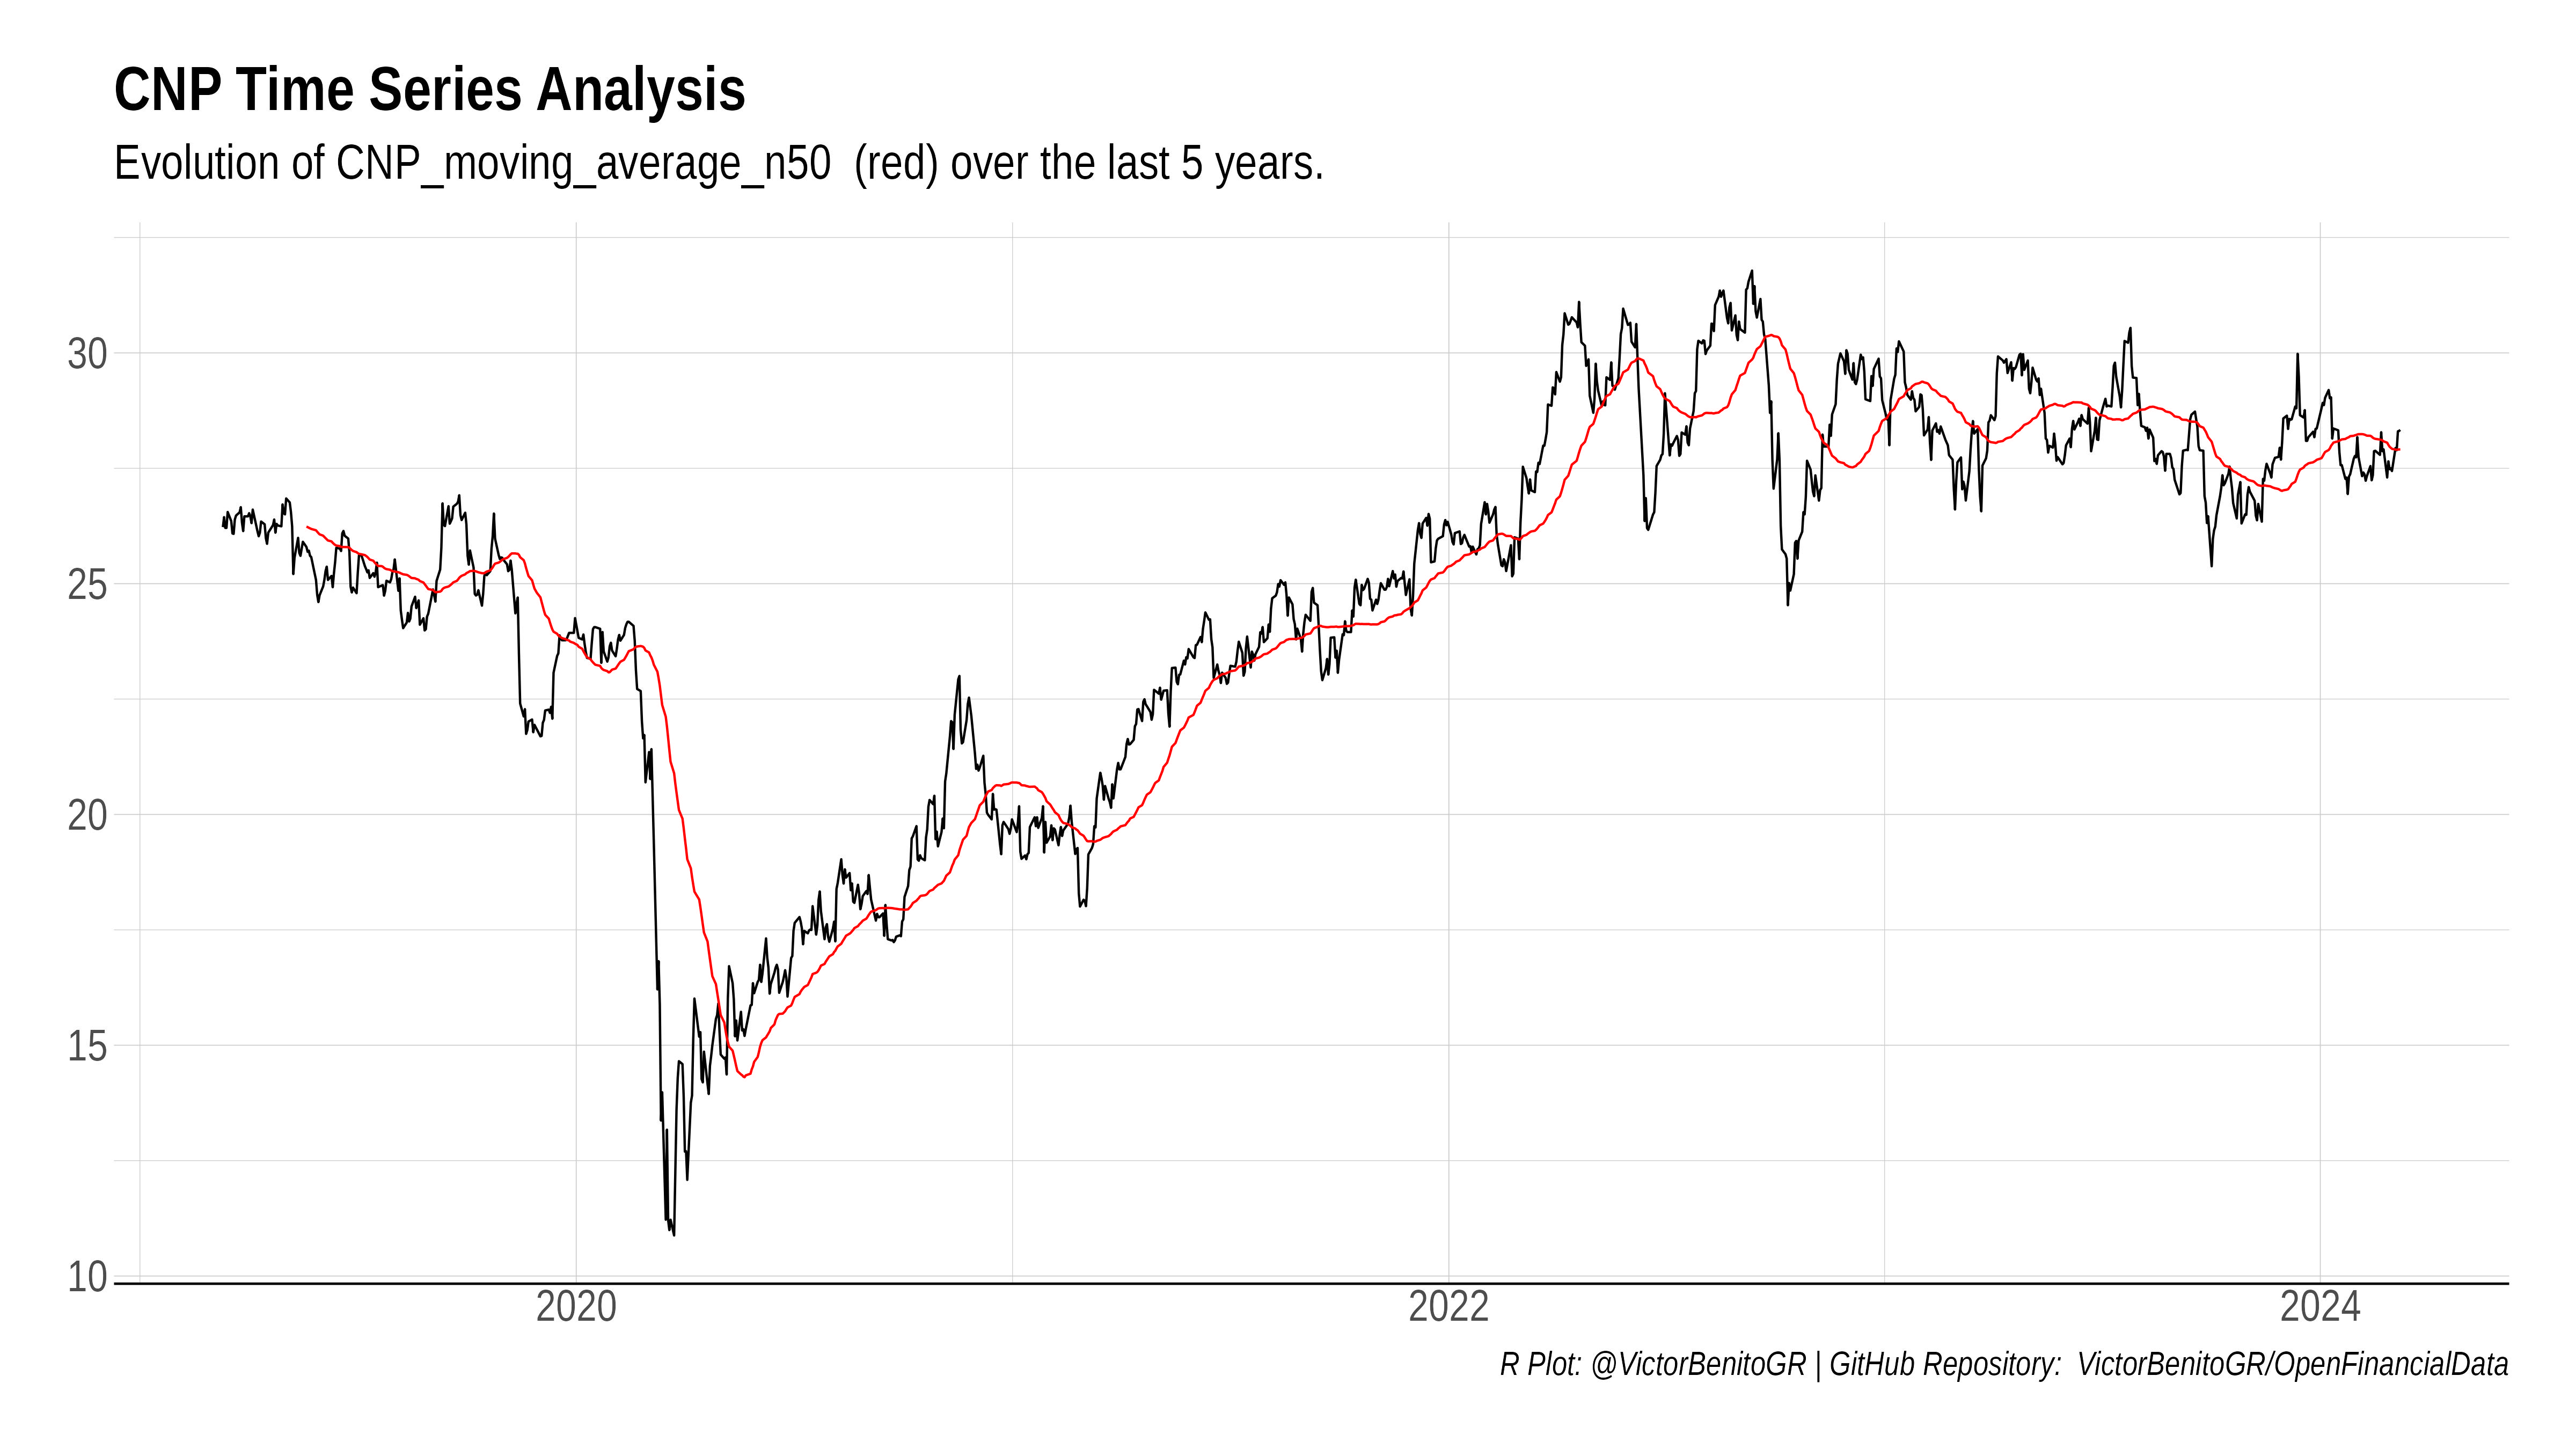 CNP Time Series Analysis
Evolution of CNP_moving_average_n50  (red) over the last 5 years.
30
25
20
15
10
2020 2022 2024
R Plot: @VictorBenitoGR | GitHub Repository:  VictorBenitoGR/OpenFinancialData